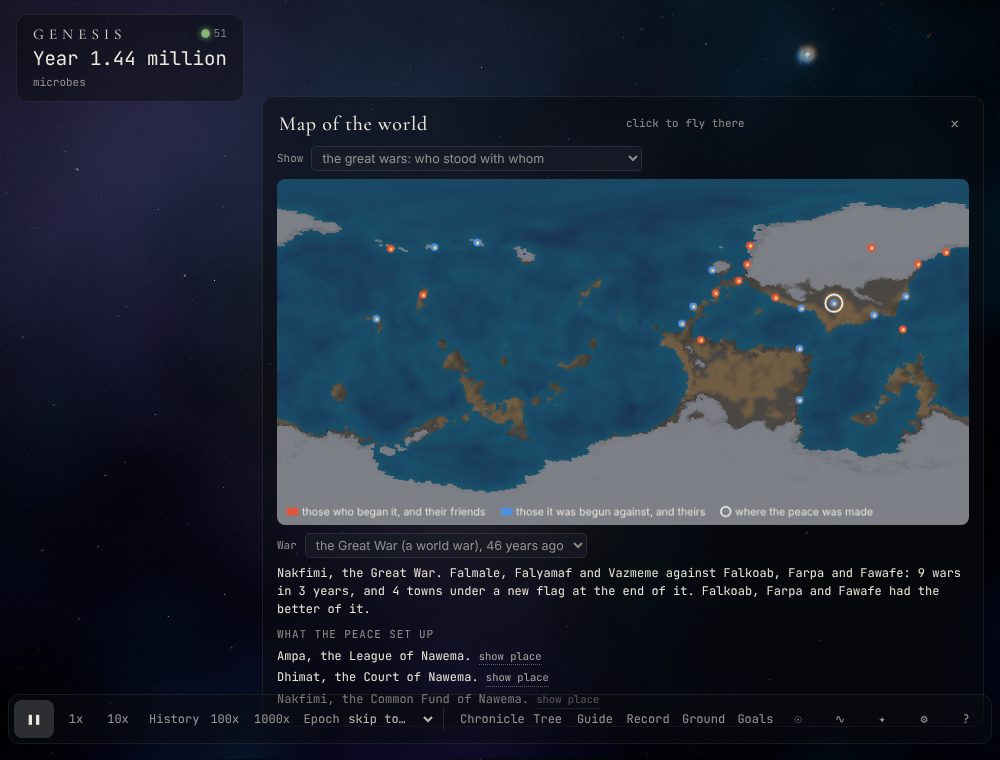 GENESIS
51
Year 1.44 million
microbes
Map of the world
click to fly there
×
Show
the great wars: who stood with whom
those who began it, and their friends
those it was begun against, and theirs
where the peace was made
War
the Great War (a world war), 46 years ago
Nakfimi, the Great War. Falmale, Falyamaf and Vazmeme against Falkoab, Farpa and Fawafe: 9 wars
in 3 years, and 4 towns under a new flag at the end of it. Falkoab, Farpa and Fawafe had the
better of it.
WHAT THE PEACE SET UP
Ampa, the League of Nawema. show place
Dhimat, the Court of Nawema. show place
Nakfimi, the Common Fund of Nawema. show place
1x 10x History 100x 1000x Epoch skip to… Chronicle Tree Guide Record Ground Goals ?